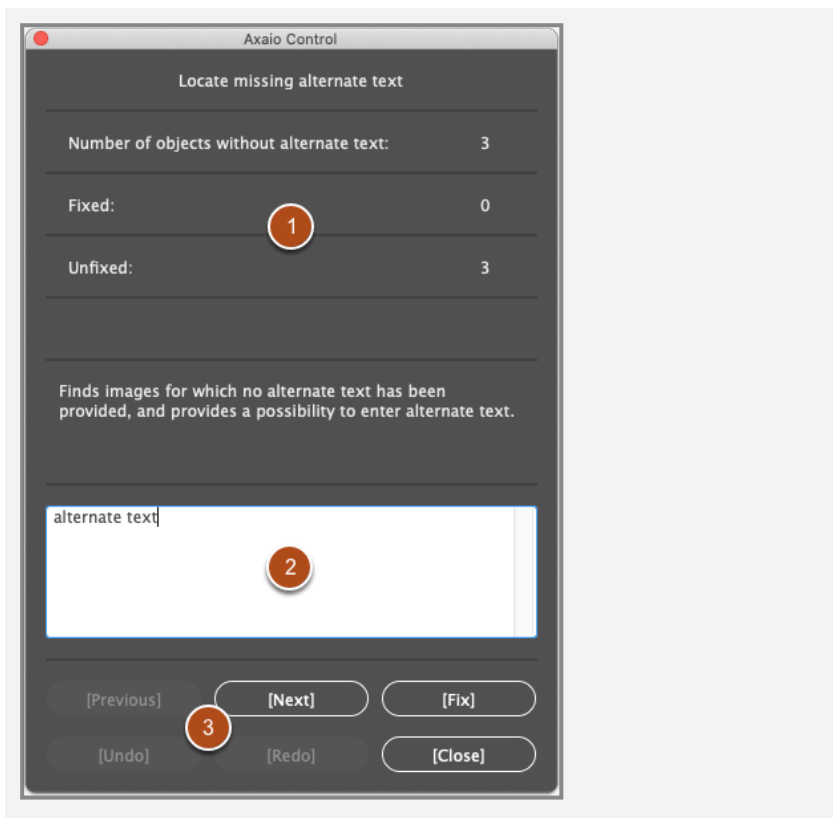 Axaio Control
Locate missing alternate text
Number of objects without alternate text: 3
Fixed: 0
1
Unfixed: 3
Finds images for which no alternate text has been
provided, and provides a possibility to enter alternate text.
alternate text
2
[Previous] [Next] [Fix]
3
[Undo] [Redo] [Close]